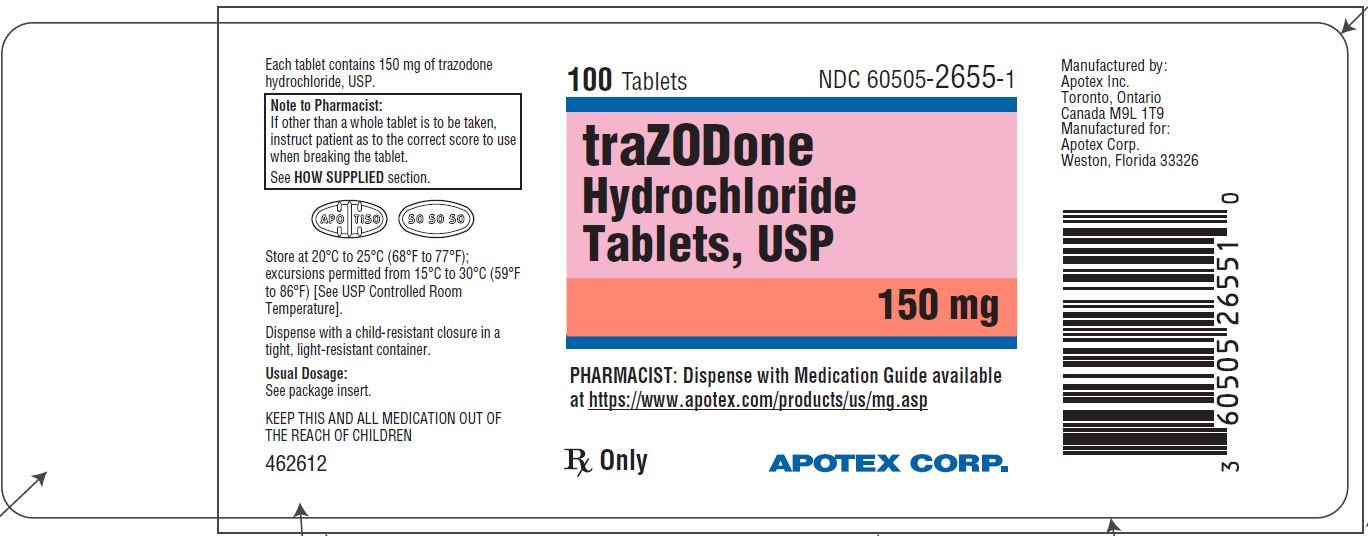 Each tablet contains 150 mg of trazodone
hydrochloride, USP.
Note to Pharmacist:
If other than a whole tablet is to be taken,
instruct patient as to the correct score to use
when breaking the tablet.
See HOW SUPPLIED section.
APO TI50 50 50 50
Store at 20°C to 25°C (68°F to 77°F);
excursions permitted from 15°C to 30°C (59°F
to 86°F) [See USP Controlled Room
Temperature].
Dispense with a child-resistant closure in a
tight, light-resistant container.
Usual Dosage:
See package insert.
KEEP THIS AND ALL MEDICATION OUT OF
THE REACH OF CHILDREN
462612
100 Tablets NDC 60505-2655-1
traZODone
Hydrochloride
Tablets, USP
150 mg
PHARMACIST: Dispense with Medication Guide available
at https://www.apotex.com/products/us/mg.asp
Rx Only
APOTEX CORP.
Manufactured by:
Apotex Inc.
Toronto, Ontario
Canada M9L 1T9
Manufactured for:
Apotex Corp.
Weston, Florida 33326
3 60505 26551 0